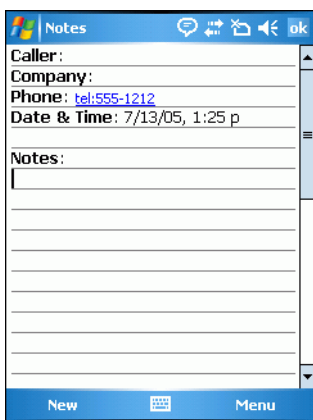 Notes
ok
Caller:
Company:
Phone: tel:555-1212
Date & Time: 7/13/05, 1:25 p
Notes:
New
Menu